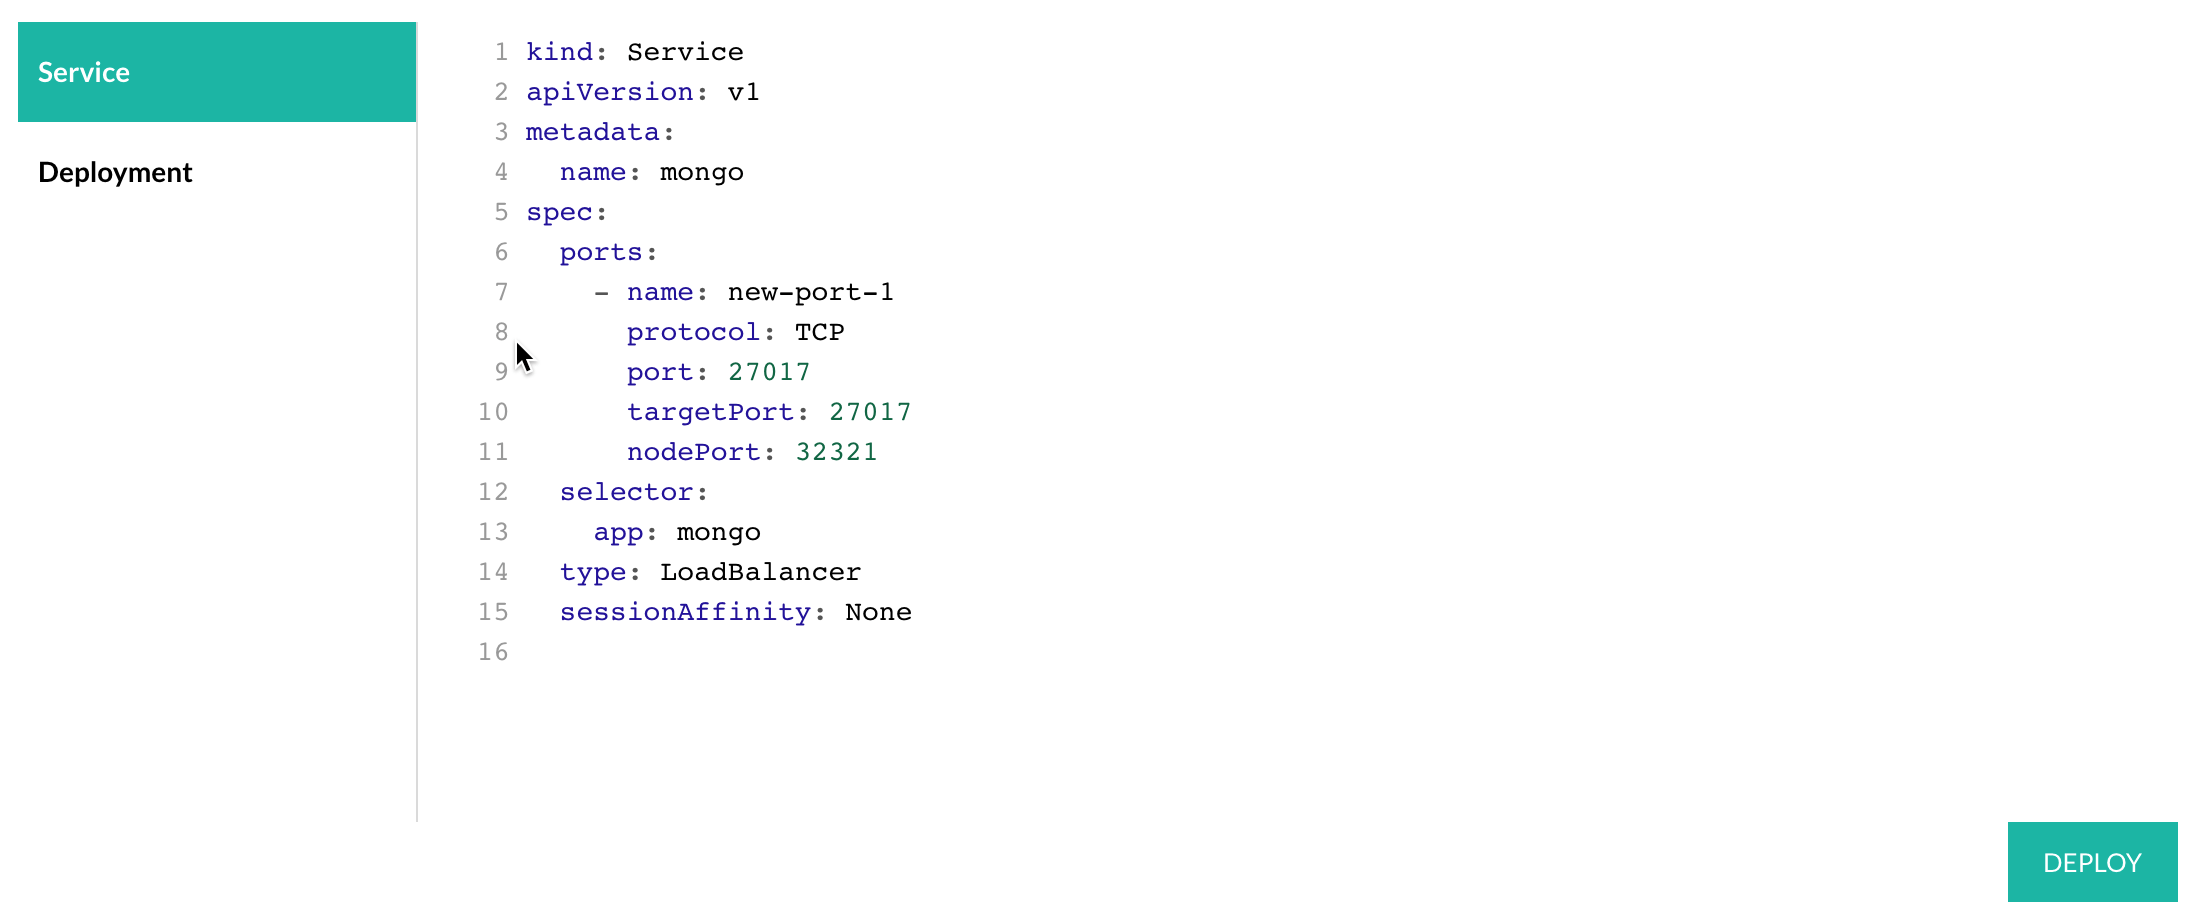 Service
Deployment
1 kind: Service
2 apiVersion: v1
3 metadata:
4   name: mongo
5 spec:
6   ports:
7     - name: new-port-1
8       protocol: TCP
9       port: 27017
10       targetPort: 27017
11       nodePort: 32321
12   selector:
13     app: mongo
14   type: LoadBalancer
15   sessionAffinity: None
16
DEPLOY